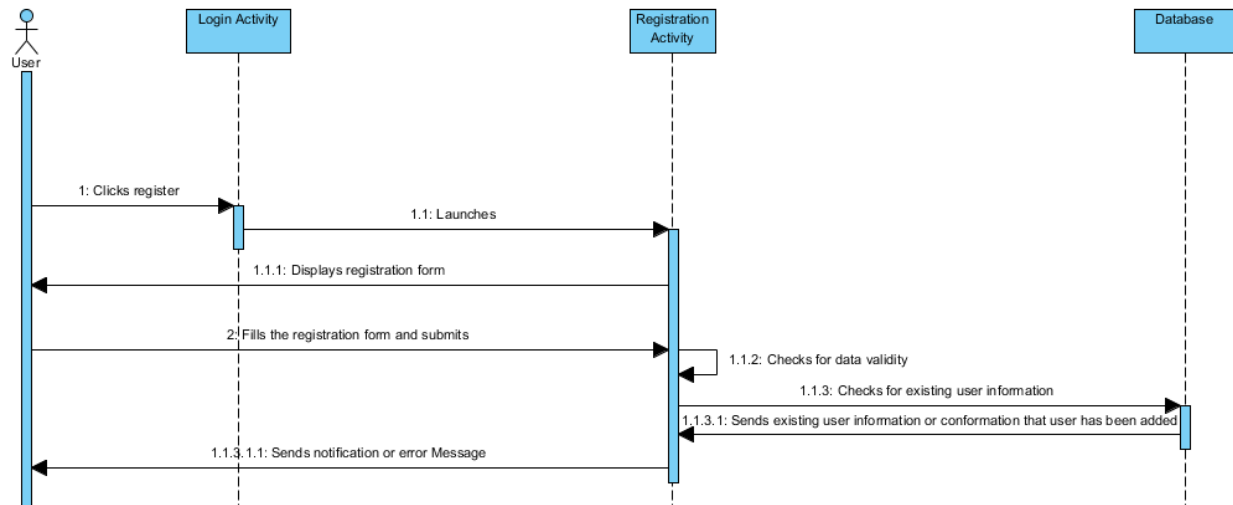 User
Login Activity
Registration
Activity
Database
1: Clicks register
1.1: Launches
1.1.1: Displays registration form
2: Fills the registration form and submits
1.1.2: Checks for data validity
1.1.3: Checks for existing user information
1.1.3.1: Sends existing user information or conformation that user has been added
1.1.3.1.1: Sends notification or error Message